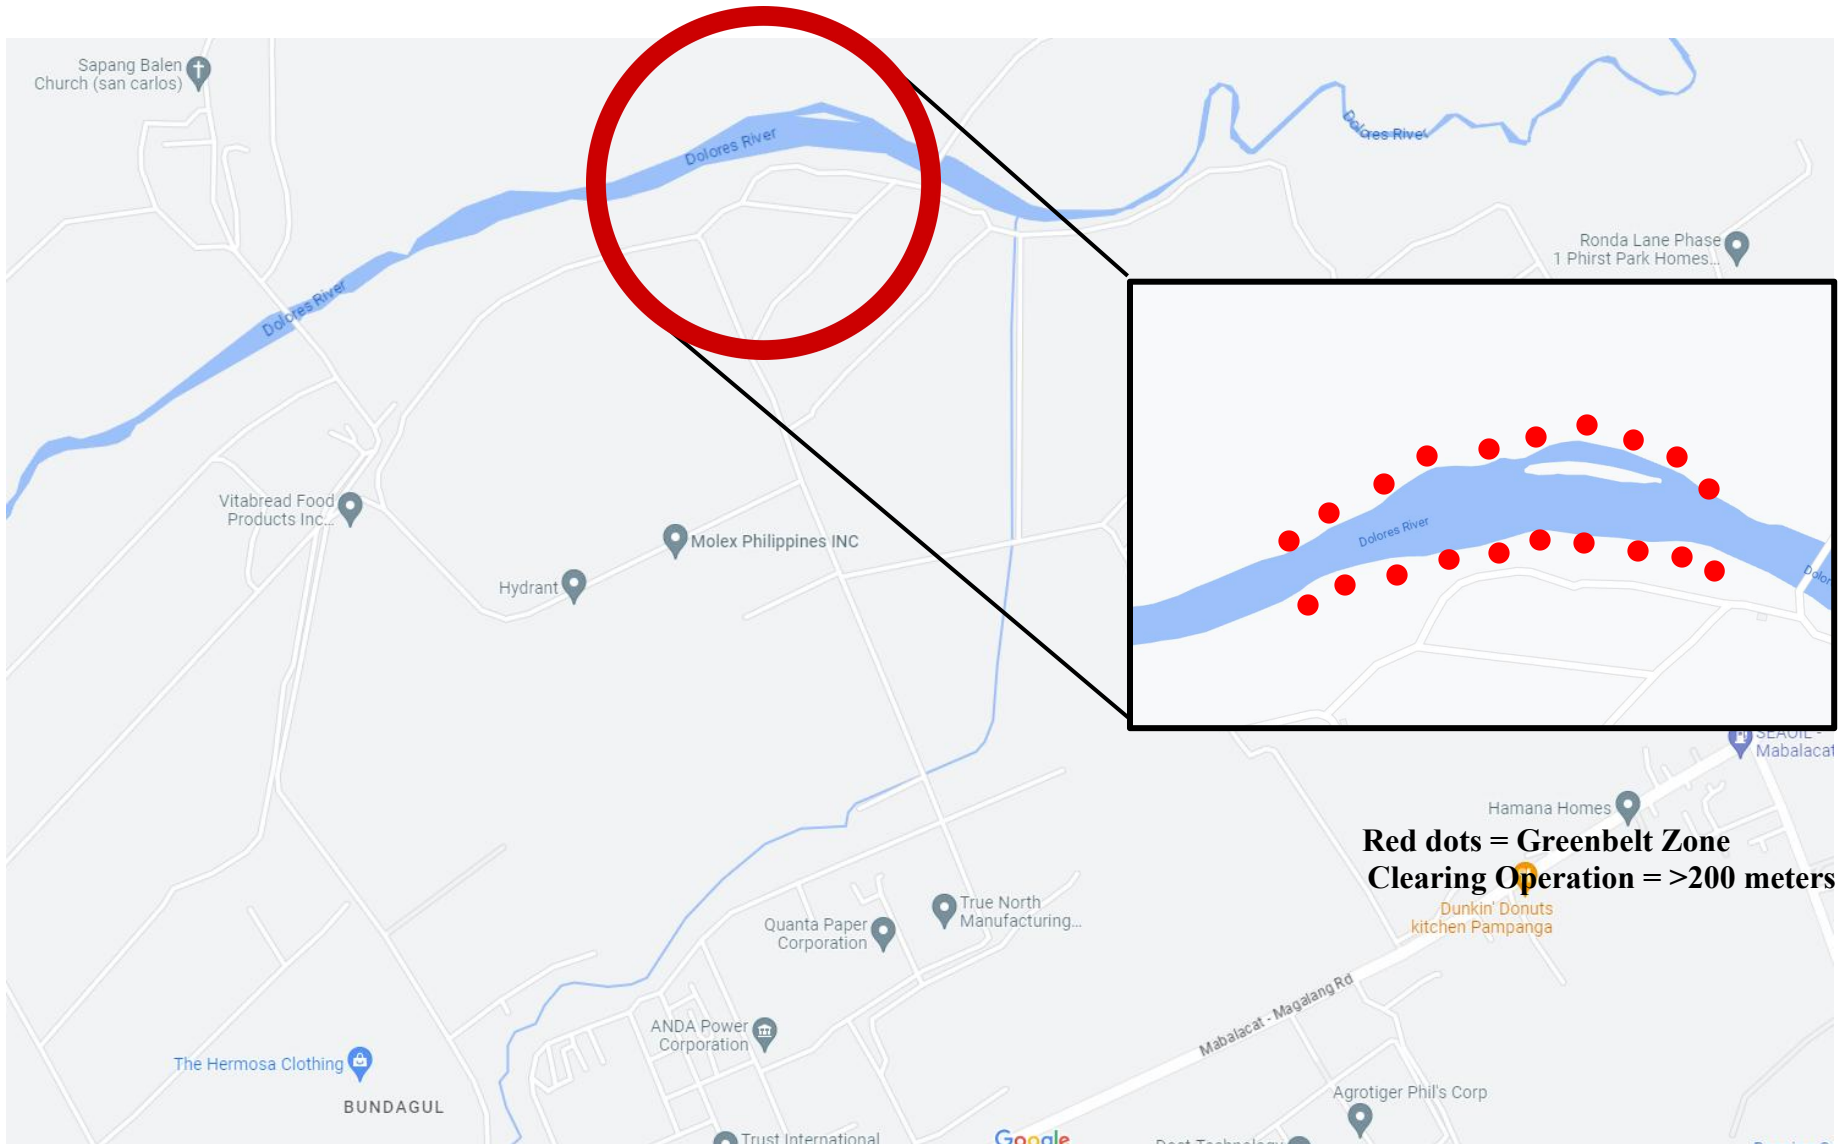 Sapang Balen
Church (san carlos)
Dolores River
Dolores River
Dolores River
Ronda Lane Phase
1 Phirst Park Homes...
Dolores River
Vitabread Food
Products Inc...
Molex Philippines INC
Hydrant
SEAOIL -
Mabalacat
Hamana Homes
Red dots = Greenbelt Zone
Clearing Operation = >200 meters
Dunkin' Donuts
kitchen Pampanga
True North
Manufacturing...
Quanta Paper
Corporation
Mabalacat - Magalang Rd
ANDA Power
Corporation
The Hermosa Clothing
BUNDAGUL
Agrotiger Phil's Corp
Trust International
Google